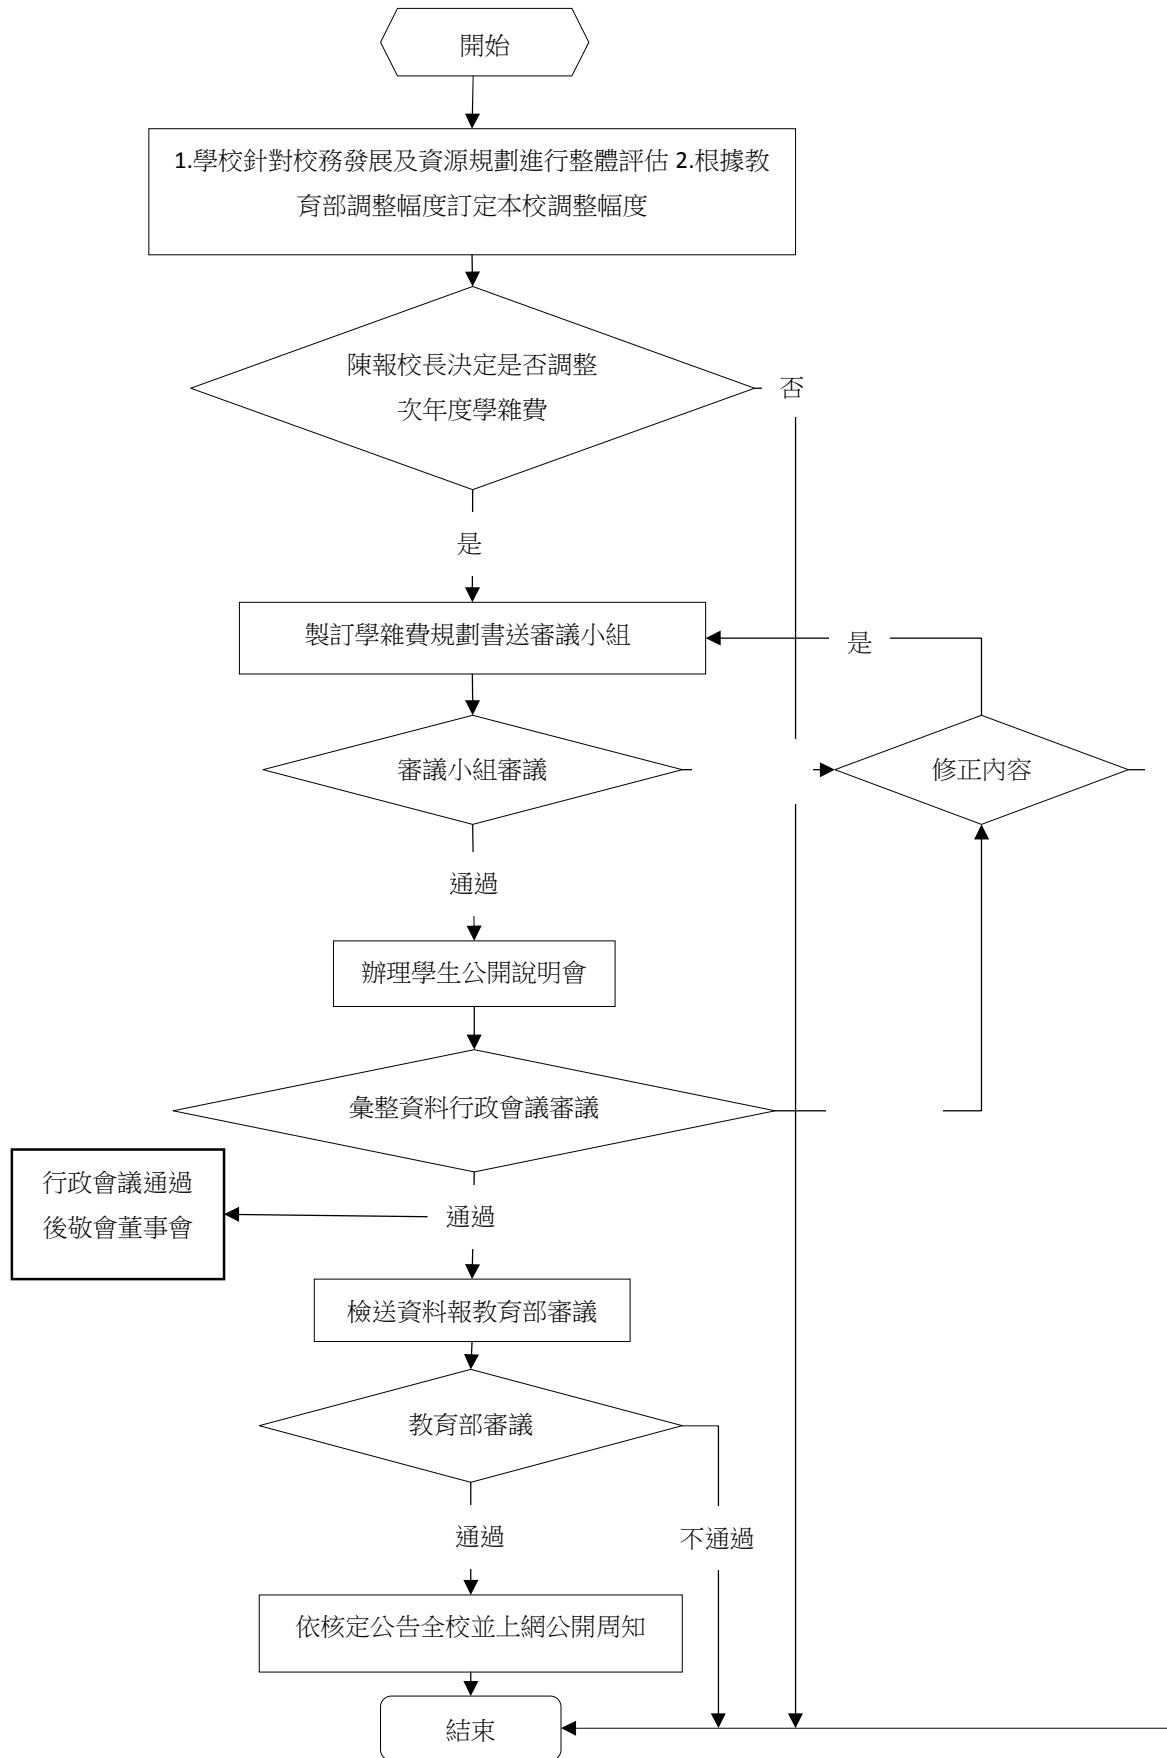 開始
1.學校針對校務發展及資源規劃進行整體評估 2.根據教
育部調整幅度訂定本校調整幅度
陳報校長決定是否調整
次年度學雜費
否
是
製訂學雜費規劃書送審議小組
是
審議小組審議
修正內容
通過
辦理學生公開說明會
彙整資料行政會議審議
行政會議通過
後敬會董事會
通過
檢送資料報教育部審議
教育部審議
通過
不通過
依核定公告全校並上網公開周知
結束